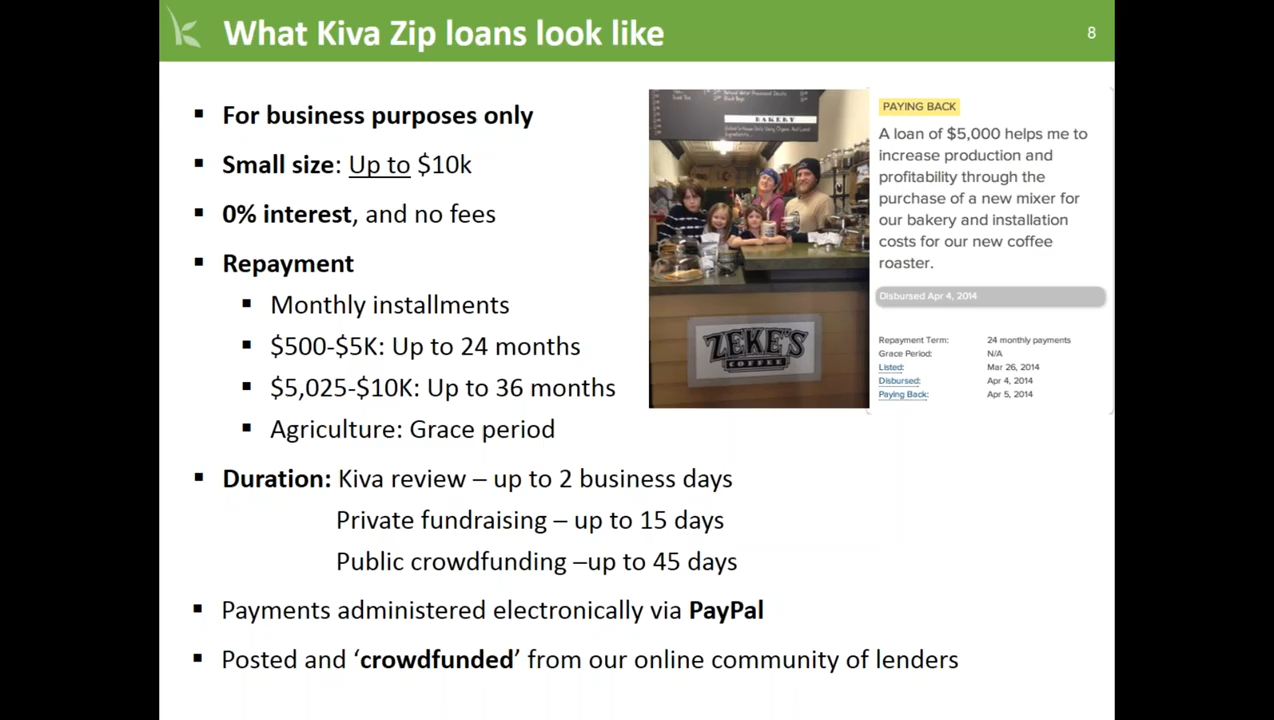 What Kiva Zip loans look like
8
▪ For business purposes only
▪ Small size: Up to $10k
▪ 0% interest, and no fees
▪ Repayment
▪ Monthly installments
▪ $500-$5K: Up to 24 months
▪ $5,025-$10K: Up to 36 months
▪ Agriculture: Grace period
▪ Duration: Kiva review – up to 2 business days
Private fundraising – up to 15 days
Public crowdfunding –up to 45 days
▪ Payments administered electronically via PayPal
▪ Posted and ‘crowdfunded’ from our online community of lenders
BAKERY
ZEKE'S
COFFEE
PAYING BACK
A loan of $5,000 helps me to
increase production and
profitability through the
purchase of a new mixer for
our bakery and installation
costs for our new coffee
roaster.
Disbursed Apr 4, 2014
Repayment Term: 24 monthly payments
Grace Period: N/A
Listed: Mar 26, 2014
Disbursed: Apr 4, 2014
Paying Back: Apr 5, 2014